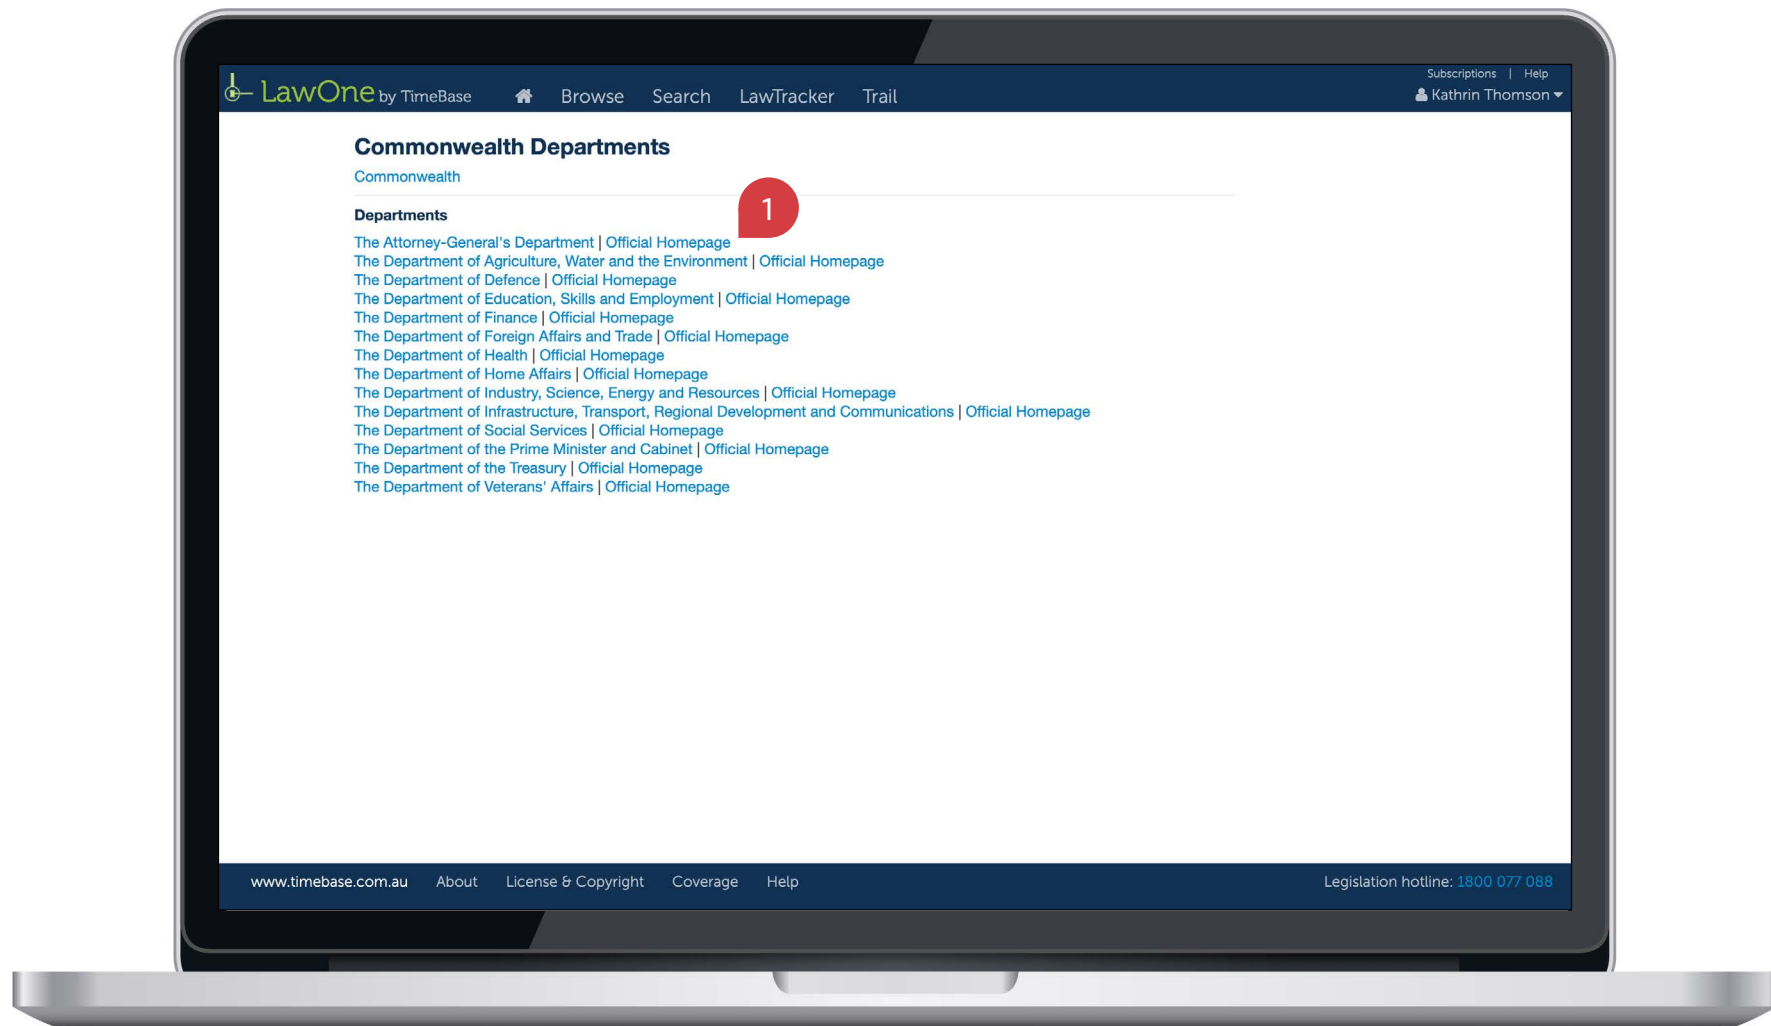 Subscriptions | Help
LawOne by TimeBase Browse Search LawTracker Trail Kathrin Thomson
Commonwealth Departments
Commonwealth
1
Departments
The Attorney-General's Department | Official Homepage
The Department of Agriculture, Water and the Environment | Official Homepage
The Department of Defence | Official Homepage
The Department of Education, Skills and Employment | Official Homepage
The Department of Finance | Official Homepage
The Department of Foreign Affairs and Trade | Official Homepage
The Department of Health | Official Homepage
The Department of Home Affairs | Official Homepage
The Department of Industry, Science, Energy and Resources | Official Homepage
The Department of Infrastructure, Transport, Regional Development and Communications | Official Homepage
The Department of Social Services | Official Homepage
The Department of the Prime Minister and Cabinet | Official Homepage
The Department of the Treasury | Official Homepage
The Department of Veterans' Affairs | Official Homepage
www.timebase.com.au About License & Copyright Coverage Help Legislation hotline: 1800 077 088